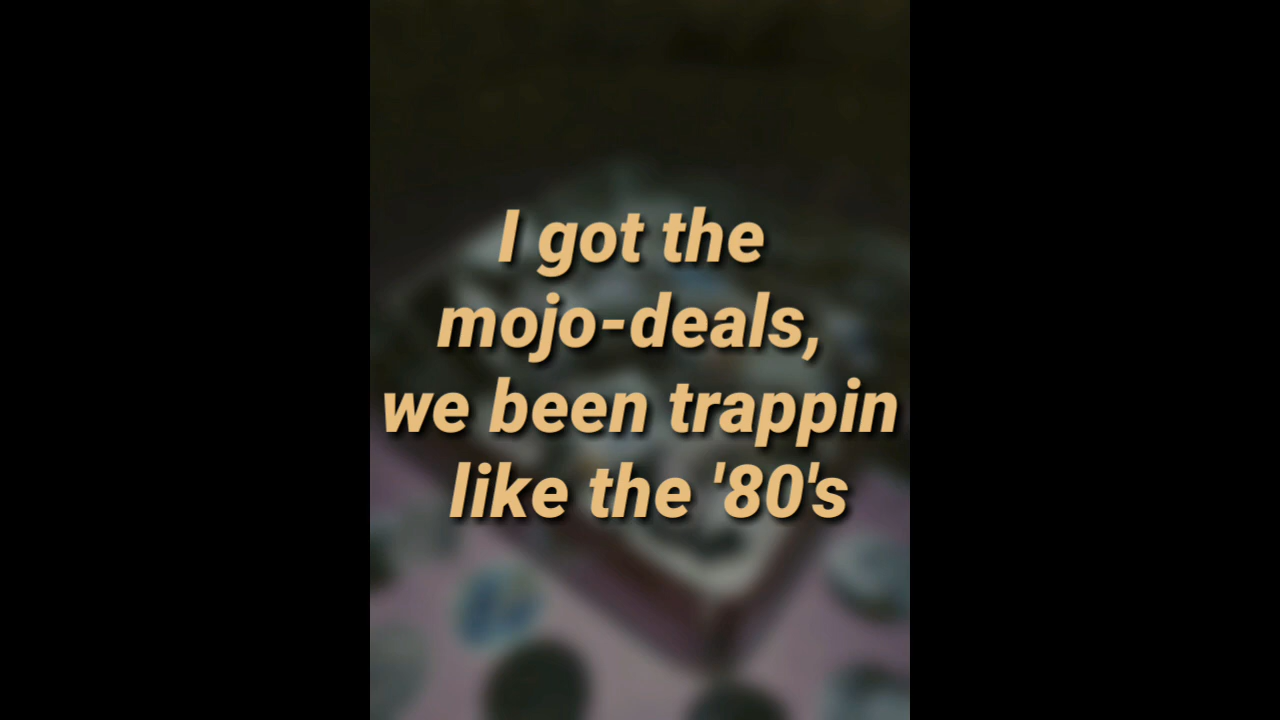 I got the
mojo-deals,
we been trappin
like the '80's